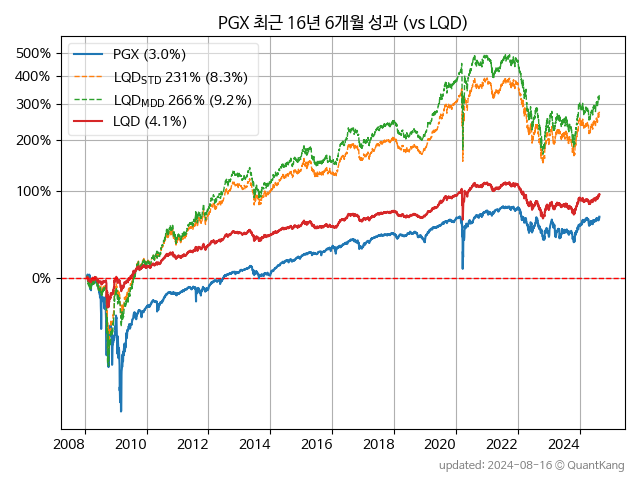 PGX 최근 16년 6개월 성과 (vs LQD)
500%
400%
300%
200%
100%
0%
PGX (3.0%)
LQDSTD 231% (8.3%)
LQDMDD 266% (9.2%)
LQD (4.1%)
2008 2010 2012 2014 2016 2018 2020 2022 2024
updated: 2024-08-16 © QuantKang